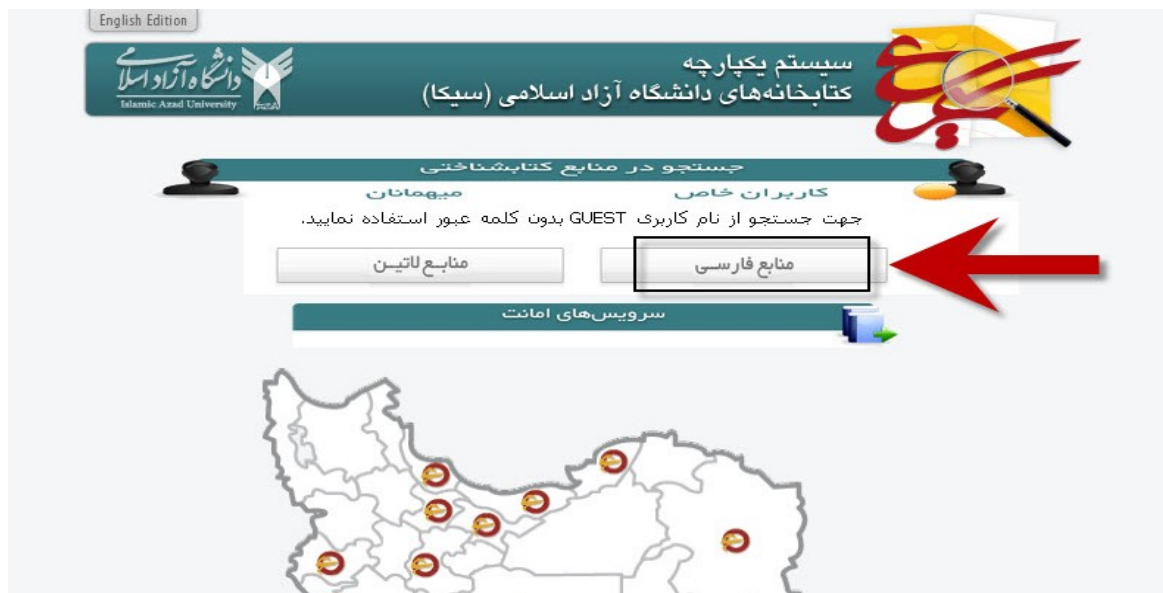 English Edition
سیستم یکپارچه
کتابخانه‌های دانشگاه آزاد اسلامی (سیکا)
دانشگاه آزاد اسلامی
Islamic Azad University
جستجو در منابع کتابشناختی
کاربران خاص
میهمانان
جهت جستجو از نام کاربری GUEST بدون کلمه عبور استفاده نمایید.
منابع فارسی
منابع لاتین
سرویس‌های امانت